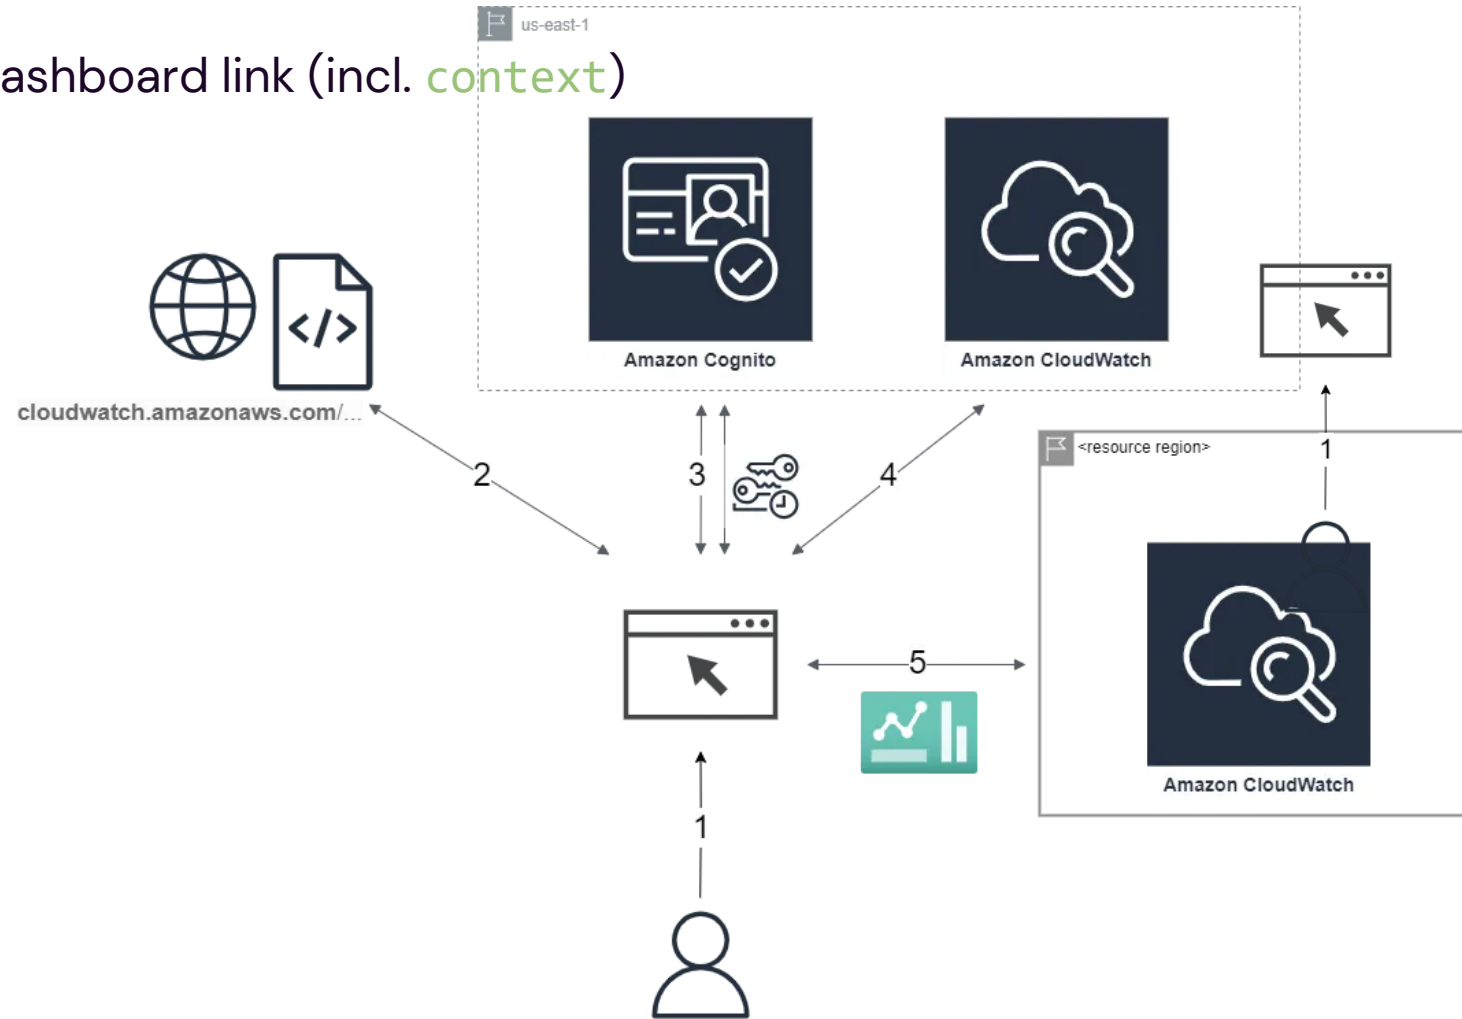 us-east-1
ashboard link (incl. context)
Amazon Cognito
Amazon CloudWatch
cloudwatch.amazonaws.com/...
<resource region>
1
2
3
4
5
Amazon CloudWatch
1